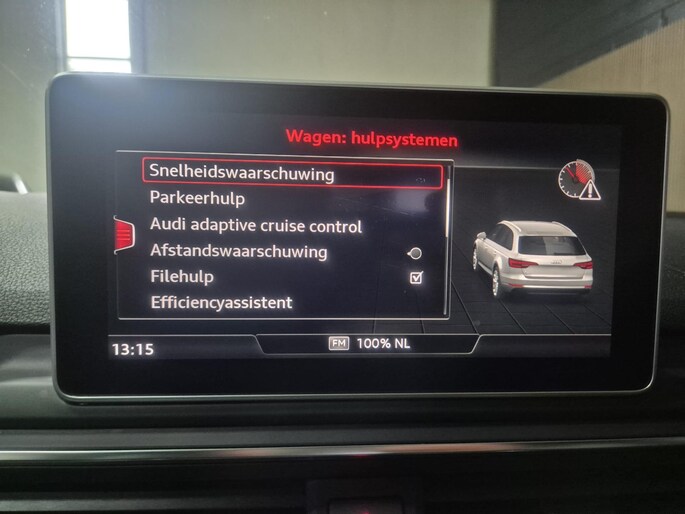 Wagen: hulpsystemen
Snelheidswaarschuwing
Parkeerhulp
Audi adaptive cruise control
Afstandswaarschuwing
Filehulp
Efficiencyassistent
13:15
FM 100% NL